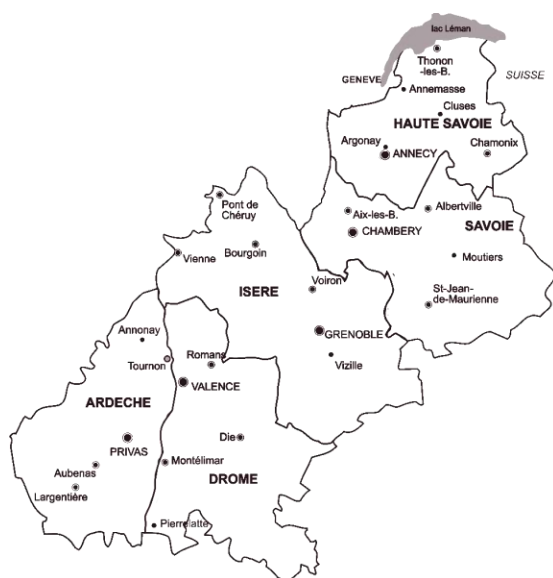 lac Léman
Thonon
-les-B.
GENEVE
SUISSE
Annemasse
Cluses
HAUTE SAVOIE
Argonay
ANNECY
Chamonix
Pont de
Chéruy
Aix-les-B.
Albertville
CHAMBERY
SAVOIE
Bourgoin
Vienne
Moutiers
Voiron
ISERE
St-Jean-
de-Maurienne
Annonay
GRENOBLE
Romans
Tournon
Vizille
VALENCE
ARDECHE
Die
PRIVAS
Aubenas
Montélimar
DROME
Largentière
Pierrelatte